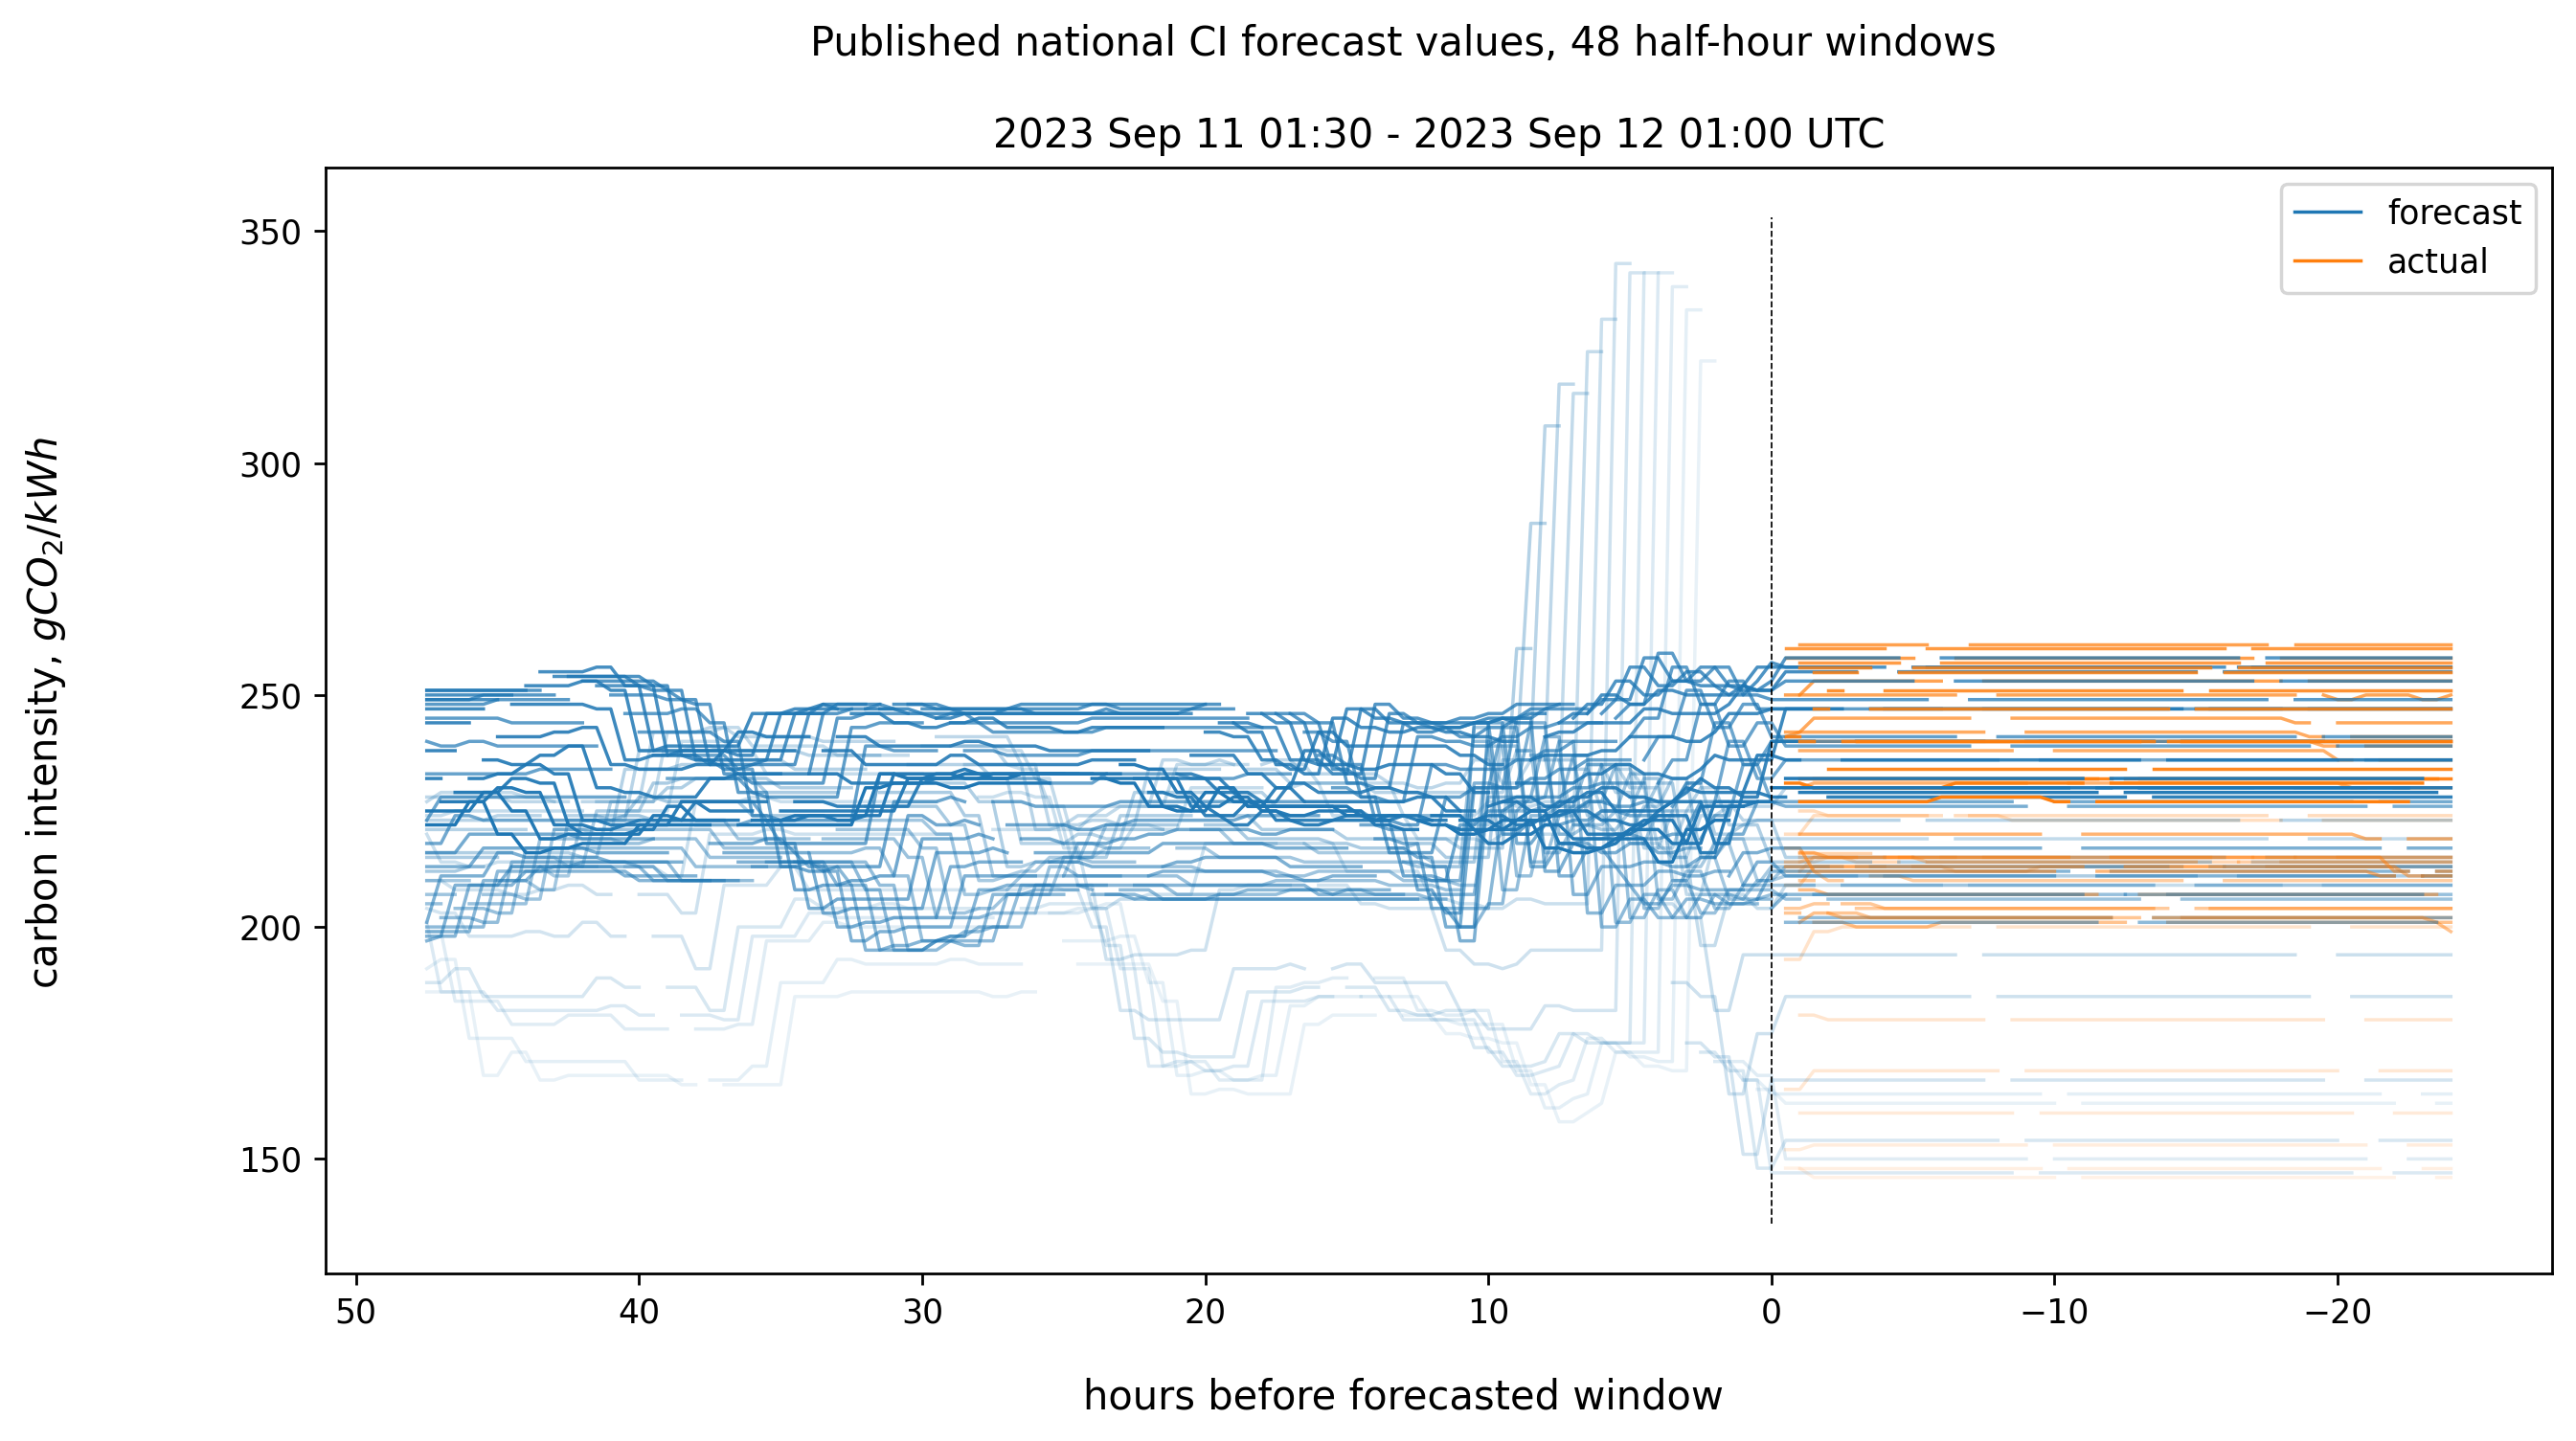 Published national CI forecast values, 48 half-hour windows
2023 Sep 11 01:30 - 2023 Sep 12 01:00 UTC
forecast
actual
carbon intensity, gCO₂/kWh
350
300
250
200
150
50 40 30 20 10 0 −10 −20
hours before forecasted window